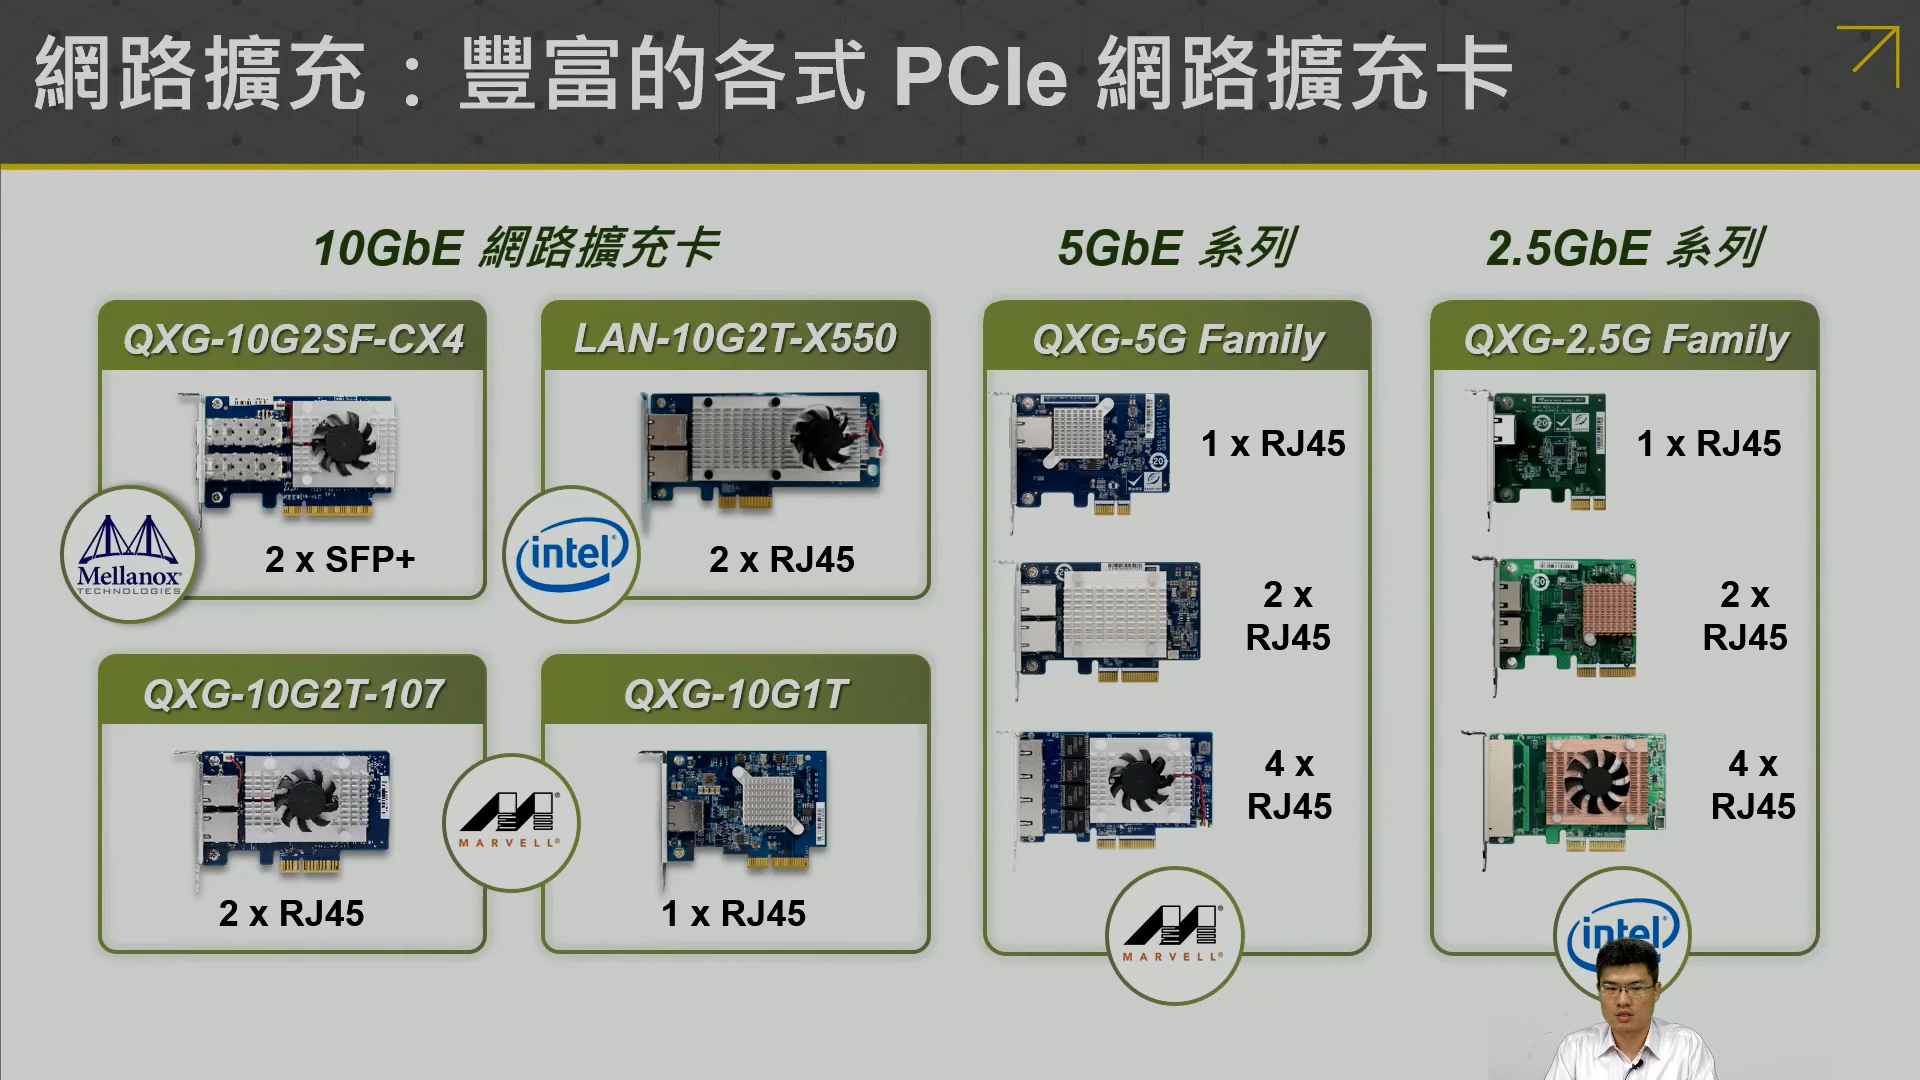 網路擴充：豐富的各式 PCIe 網路擴充卡
10GbE 網路擴充卡
5GbE 系列
2.5GbE 系列
QXG-10G2SF-CX4
Mellanox
TECHNOLOGIES
2 x SFP+
LAN-10G2T-X550
intel
2 x RJ45
QXG-10G2T-107
2 x RJ45
MARVELL
QXG-10G1T
1 x RJ45
QXG-5G Family
1 x RJ45
2 x
RJ45
4 x
RJ45
MARVELL
QXG-2.5G Family
1 x RJ45
2 x
RJ45
4 x
RJ45
intel